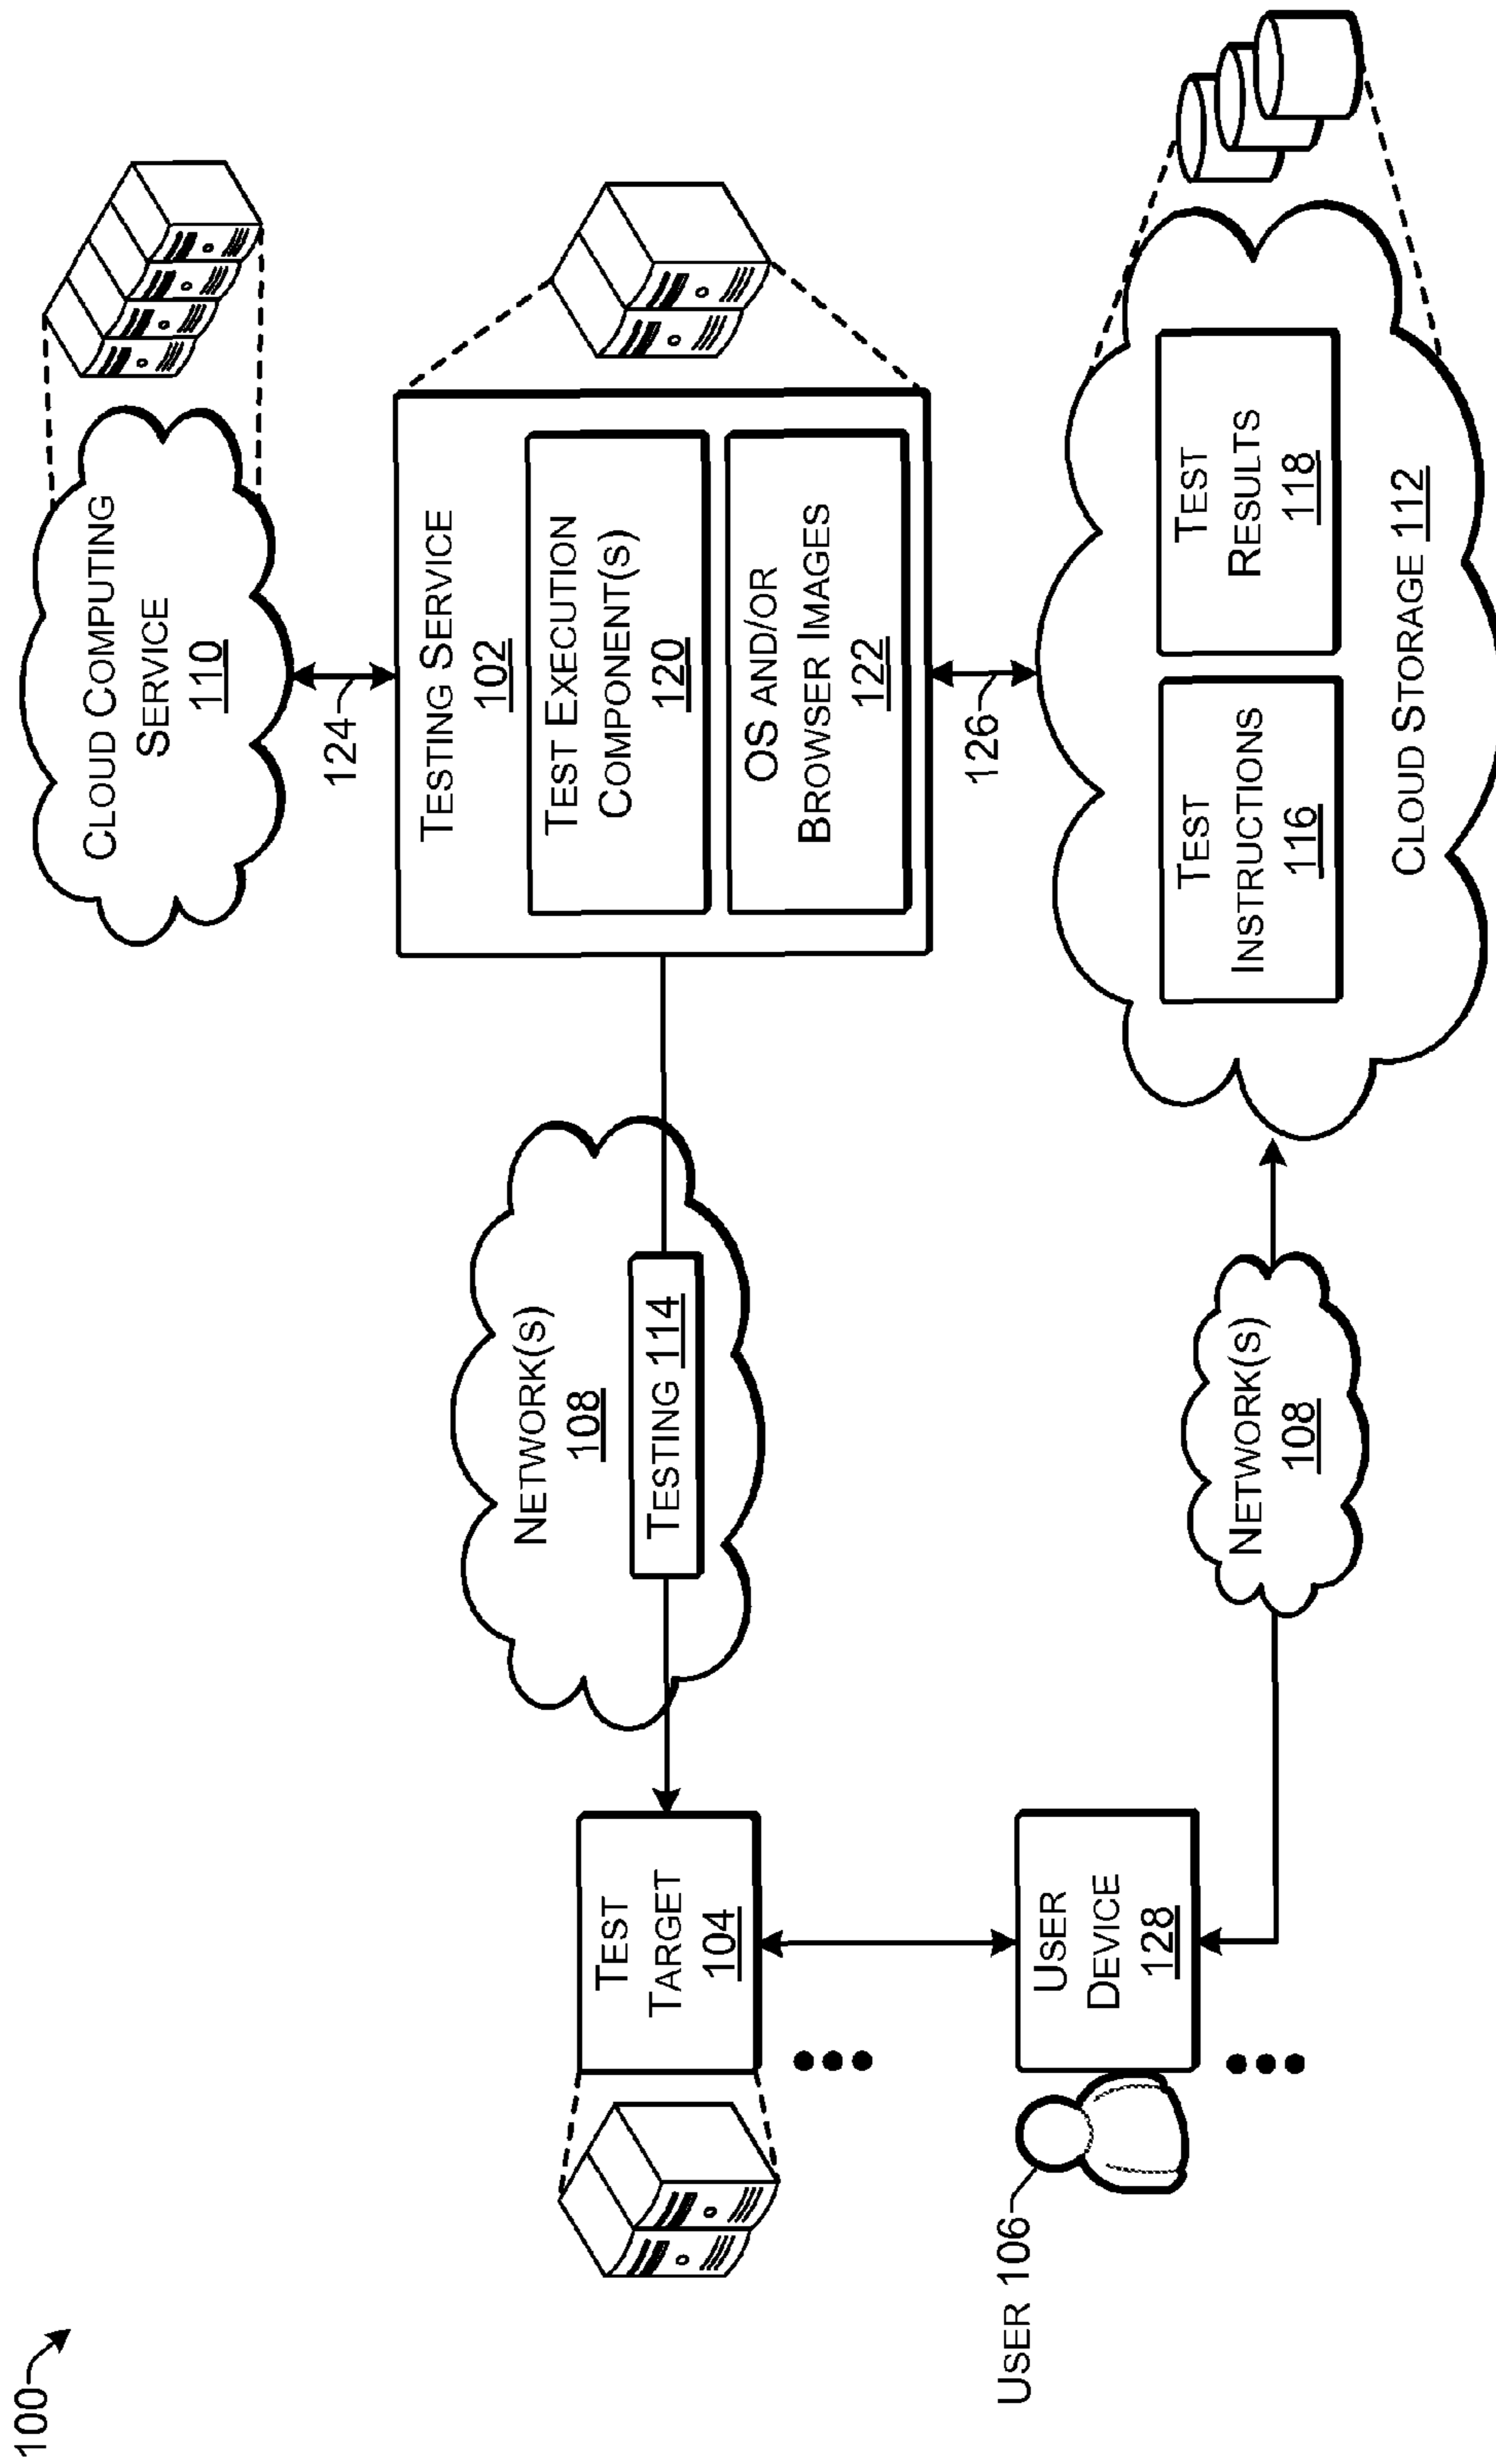 100
CLOUD COMPUTING
SERVICE
110
124
TESTING SERVICE
102
TEST EXECUTION
COMPONENT(S)
120
OS AND/OR
BROWSER IMAGES
122
NETWORK(S)
108
TESTING 114
TEST
TARGET
104
126
USER 106
USER
DEVICE
128
NETWORK(S)
108
TEST
INSTRUCTIONS
116
TEST
RESULTS
118
CLOUD STORAGE 112